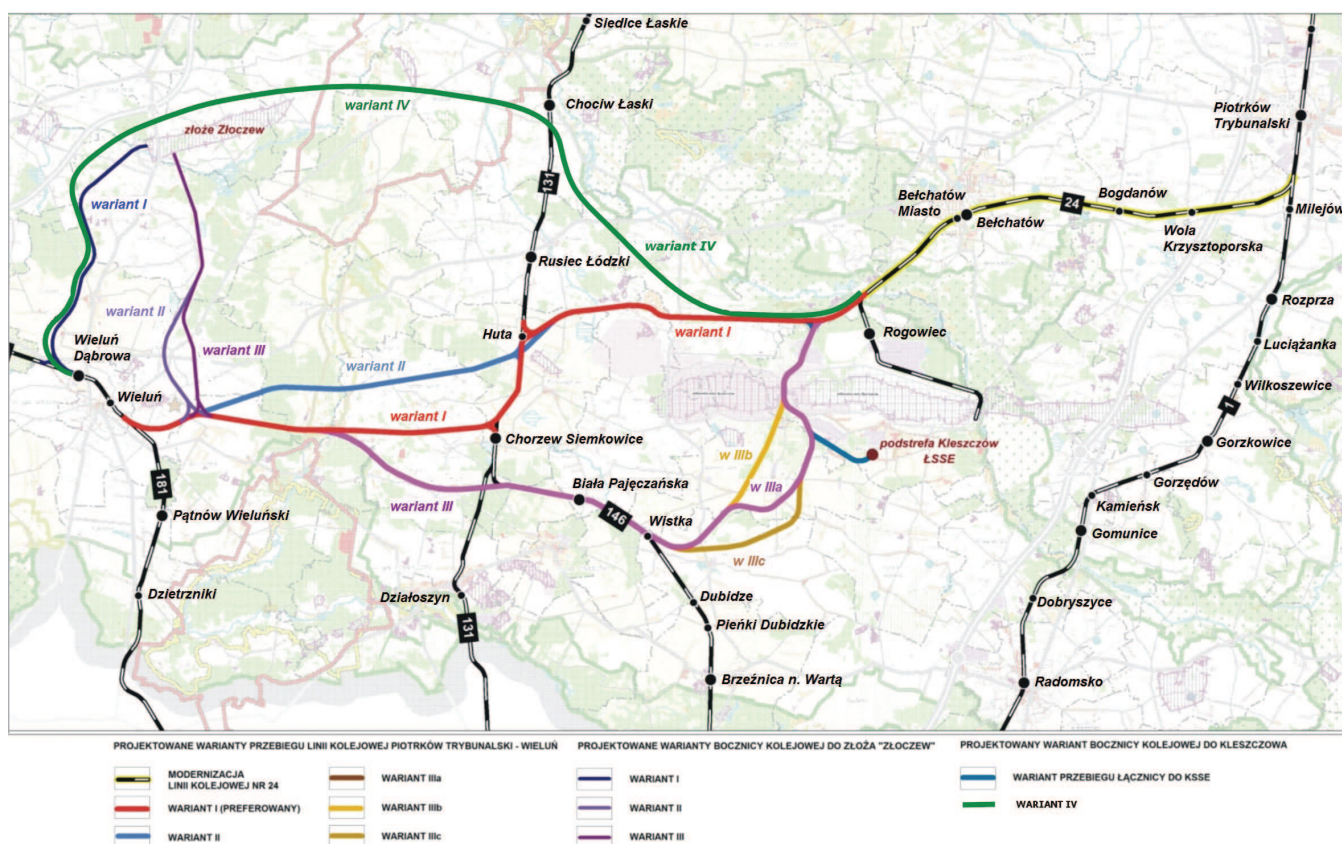 Siedlce Łaskie
wariant IV
Chociw Łaski
Piotrków
Trybunalski
złoże Złoczew
131
Bełchatów
Miasto
Bogdanów
24
wariant I
Bełchatów
Milejów
Wola
Krzysztoporska
wariant IV
Rusiec Łódzki
wariant II
Rozprza
Huta
wariant I
Rogowiec
Wieluń
Dąbrowa
wariant III
Luciążanka
wariant II
Wilkoszewice
Wieluń
1
wariant I
Chorzew Siemkowice
podstrefa Kleszczów
ŁSSE
Gorzkowice
w IIIb
181
w IIIa
Gorzędów
Biała Pajęczańska
wariant III
Kamieńsk
Pątnów Wieluński
146
Wistka
Gomunice
w IIIc
Dzietrzniki
Działoszyn
Dubidze
Dobryszyce
131
Pieńki Dubidzkie
Brzeźnica n. Wartą
Radomsko
PROJEKTOWANE WARIANTY PRZEBIEGU LINII KOLEJOWEJ PIOTRKÓW TRYBUNALSKI - WIELUŃ
MODERNIZACJA
LINII KOLEJOWEJ NR 24
WARIANT I (PREFEROWANY)
WARIANT II
WARIANT IIIa
WARIANT IIIb
WARIANT IIIc
PROJEKTOWANE WARIANTY BOCZNICY KOLEJOWEJ DO ZŁOŻA "ZŁOCZEW"
WARIANT I
WARIANT II
WARIANT III
PROJEKTOWANY WARIANT BOCZNICY KOLEJOWEJ DO KLESZCZOWA
WARIANT PRZEBIEGU ŁĄCZNICY DO KSSE
WARIANT IV